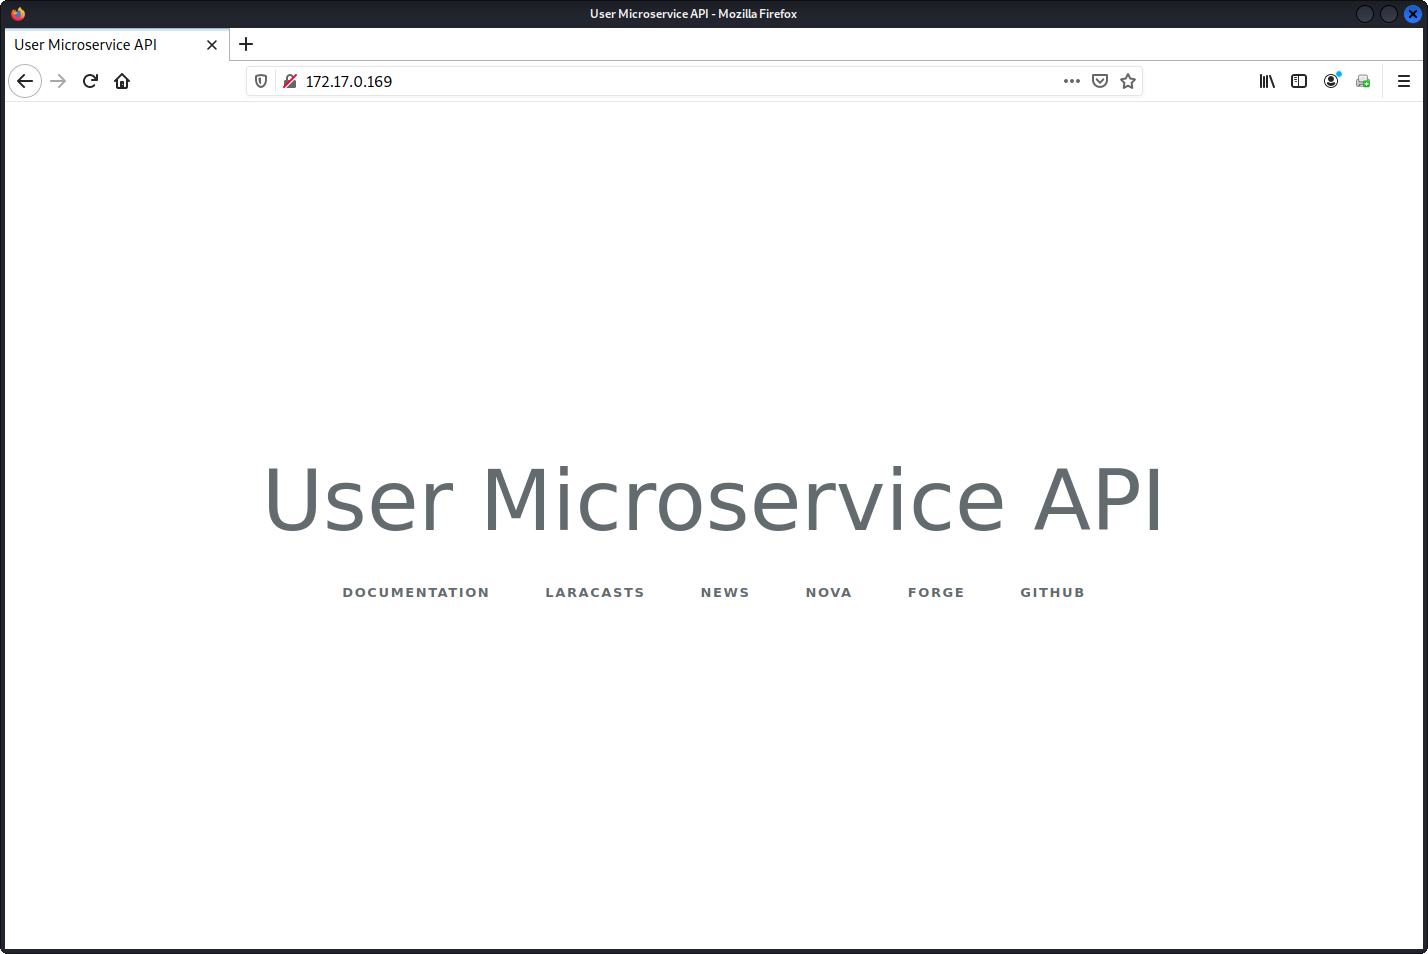 User Microservice API - Mozilla Firefox
User Microservice API
172.17.0.169
User Microservice API
DOCUMENTATION LARACASTS NEWS NOVA FORGE GITHUB